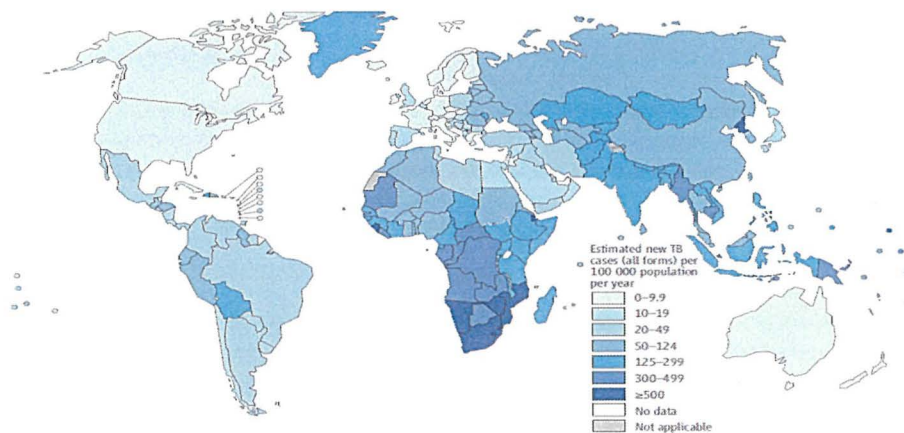 Estimated new TB
cases (all forms) per
100 000 population
per year
0–9.9
10–19
20–49
50–124
125–299
300–499
≥500
No data
Not applicable